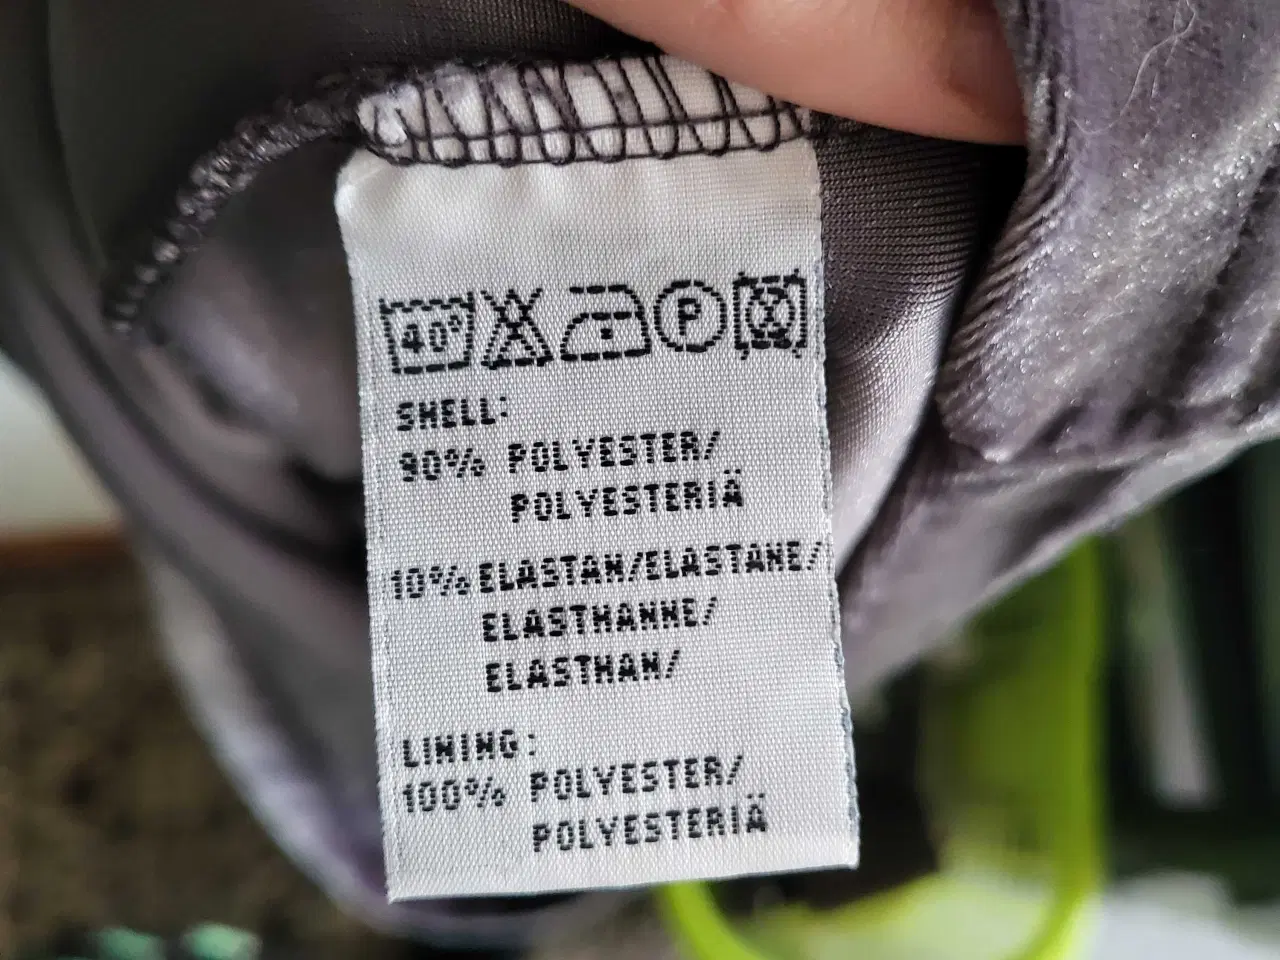 40°
P
SHELL:
90% POLYESTER/
POLYESTERIÄ
10% ELASTAN/ELASTANE/
ELASTHANNE/
ELASTHAN/
LINING:
100% POLYESTER/
POLYESTERIÄ